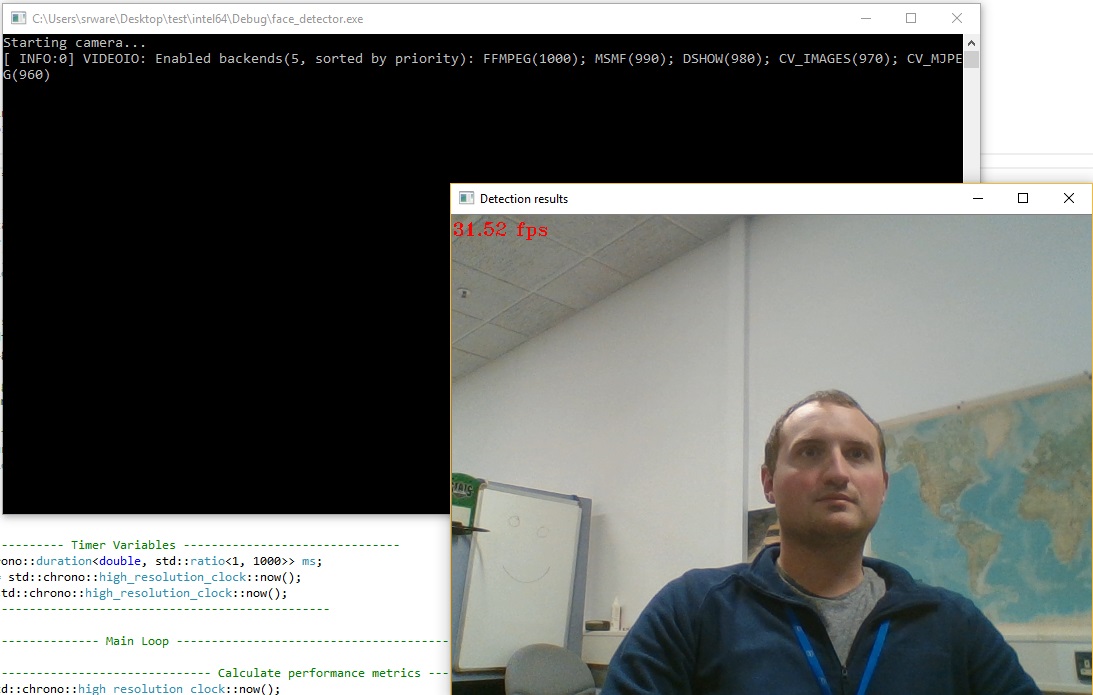 C:\Users\srware\Desktop\test\intel64\Debug\face_detector.exe
Starting camera...
[ INFO:0] VIDEOIO: Enabled backends(5, sorted by priority): FFMPEG(1000); MSMF(990); DSHOW(980); CV_IMAGES(970); CV_MJPE
G(960)
Detection results
31.52 fps
--------- Timer Variables ------------------------------
ono::duration<double, std::ratio<1, 1000>> ms;
std::chrono::high_resolution_clock::now();
td::chrono::high_resolution_clock::now();
------------------------------------------
-------------- Main Loop -----------------------------------
---------------------------- Calculate performance metrics ---
d::chrono::high_resolution_clock::now();